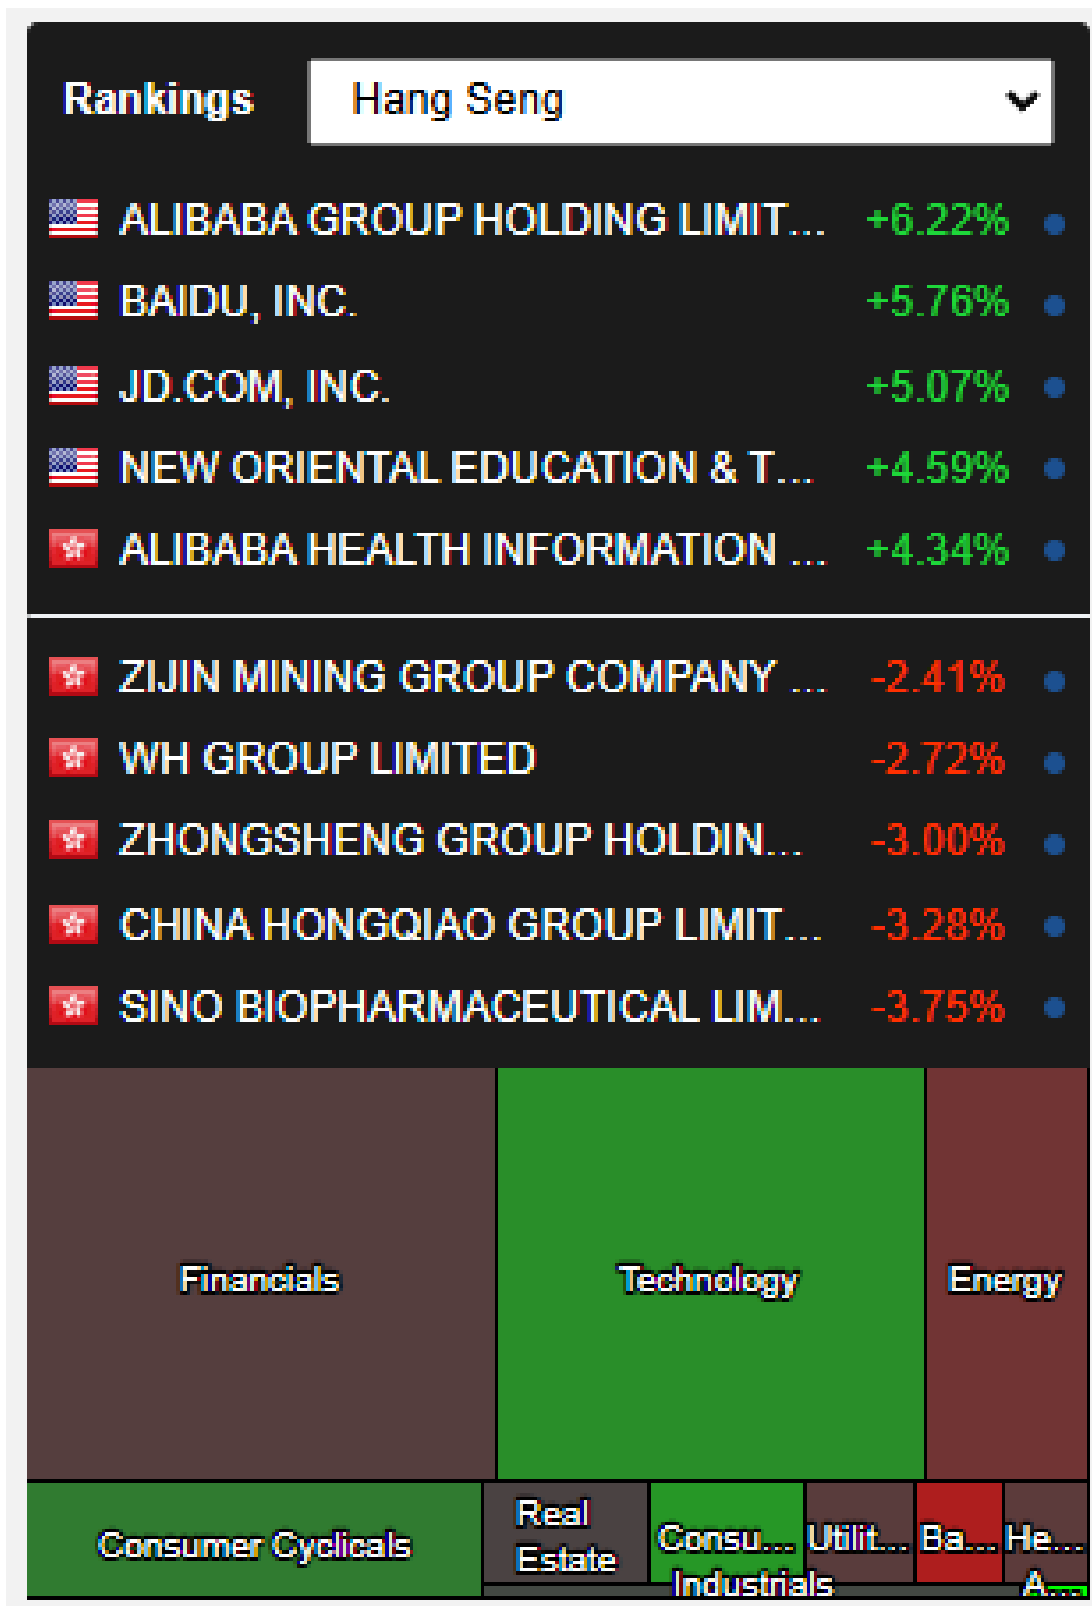 Rankings Hang Seng
ALIBABA GROUP HOLDING LIMIT... +6.22%
BAIDU, INC. +5.76%
JD.COM, INC. +5.07%
NEW ORIENTAL EDUCATION & T... +4.59%
ALIBABA HEALTH INFORMATION ... +4.34%
ZIJIN MINING GROUP COMPANY ... -2.41%
WH GROUP LIMITED -2.72%
ZHONGSHENG GROUP HOLDIN... -3.00%
CHINA HONGQIAO GROUP LIMIT... -3.28%
SINO BIOPHARMACEUTICAL LIM... -3.75%
Financials Technology Energy
Consumer Cyclicals
Real
Estate
Consu... Utilit... Ba... He...
Industrials A...